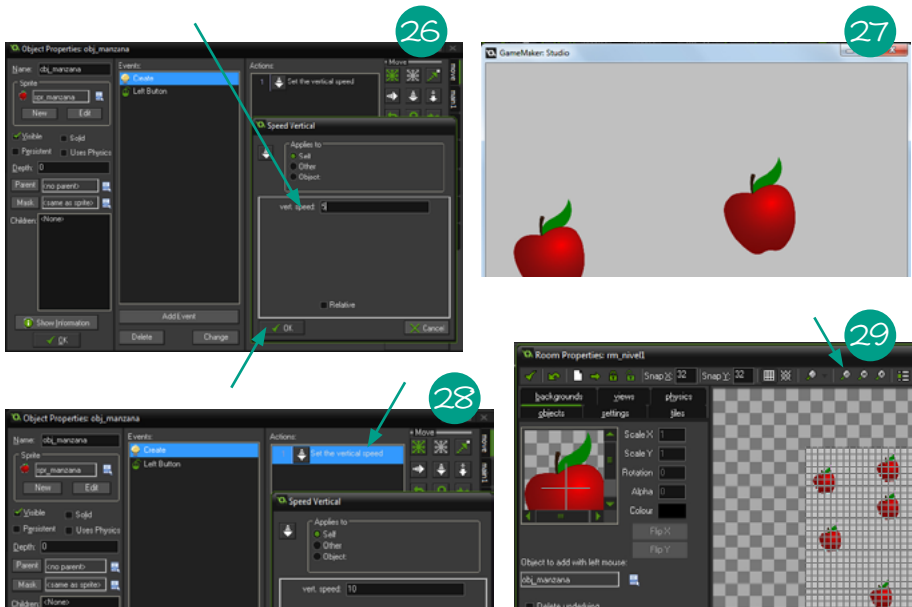 26
Object Properties: obj_manzana
Name: obj_manzana
Sprite
spr_manzana
New Edit
Visible Solid
Persistent Uses Physics
Depth: 0
Parent <no parent>
Mask <same as sprite>
Children: <None>
Show Information
OK
Events:
Create
Left Button
Add Event
Delete Change
Actions:
1 Set the vertical speed
Move
move
main1
Speed Vertical
Applies to
Self
Other
Object:
vert. speed: 5
Relative
OK Cancel
27
GameMaker: Studio
28
Object Properties: obj_manzana
Name: obj_manzana
Sprite
spr_manzana
New Edit
Visible Solid
Persistent Uses Physics
Depth: 0
Parent <no parent>
Mask <same as sprite>
Children: <None>
Events:
Create
Left Button
Actions:
1 Set the vertical speed
Move
move
main1
Speed Vertical
Applies to
Self
Other
Object:
vert. speed: 10
29
Room Properties: rm_nivel1
Snap X: 32 Snap Y: 32
backgrounds views physics
objects settings tiles
Scale X 1
Scale Y 1
Rotation 0
Alpha 0
Colour
Flip X
Flip Y
Object to add with left mouse:
obj_manzana
Delete underlying